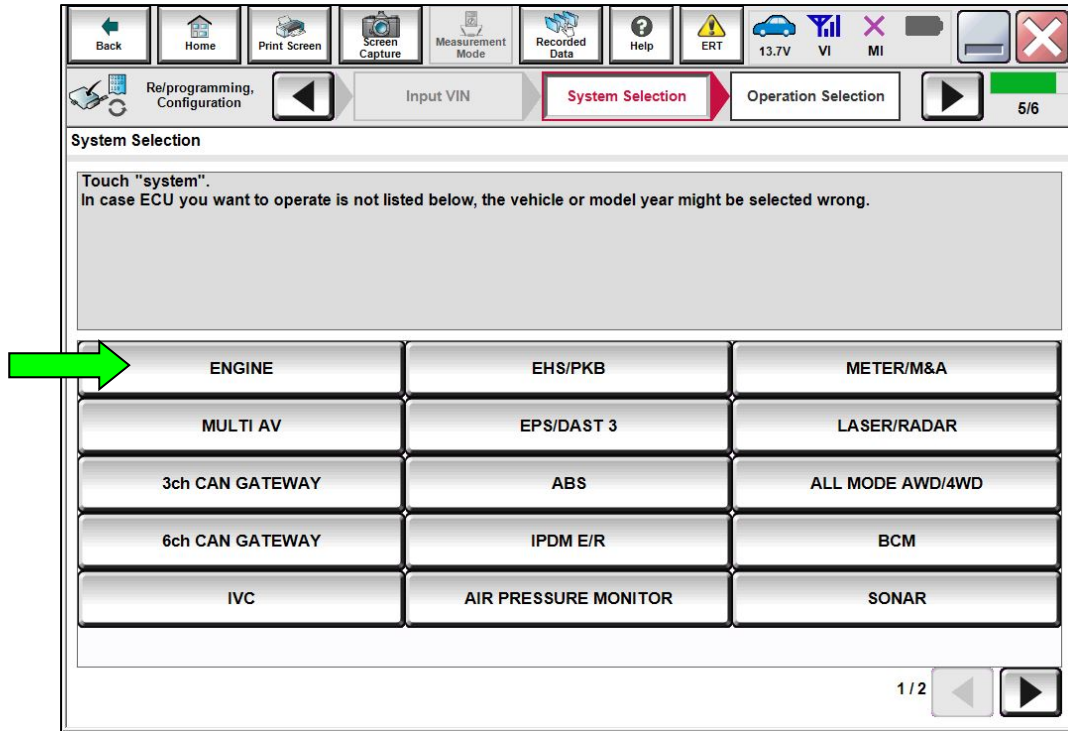 Back
Home
Print Screen
Screen
Capture
Measurement
Mode
Recorded
Data
Help
ERT
13.7V
VI
MI
Re/programming,
Configuration
Input VIN
System Selection
Operation Selection
5/6
System Selection
Touch "system".
In case ECU you want to operate is not listed below, the vehicle or model year might be selected wrong.
ENGINE
EHS/PKB
METER/M&A
MULTI AV
EPS/DAST 3
LASER/RADAR
3ch CAN GATEWAY
ABS
ALL MODE AWD/4WD
6ch CAN GATEWAY
IPDM E/R
BCM
IVC
AIR PRESSURE MONITOR
SONAR
1 / 2